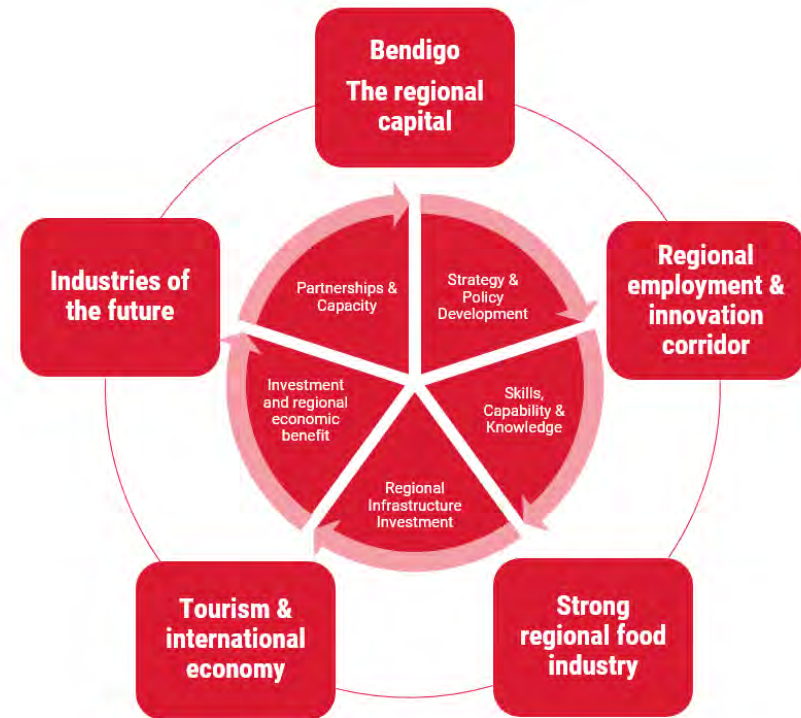 Bendigo
The regional
capital
Regional
employment &
innovation
corridor
Strong
regional food
industry
Tourism &
international
economy
Industries of
the future
Strategy &
Policy
Development
Skills,
Capability &
Knowledge
Regional
Infrastructure
Investment
Investment
and regional
economic
benefit
Partnerships &
Capacity